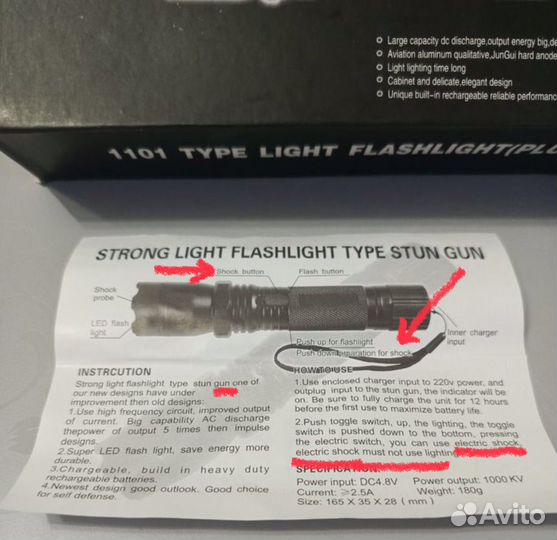 Large capacity dc discharge,output energy big,de
Aviation aluminum qualitative,JunGui hard anode
Light lighting time long
Cabinet and delicate,elegant design
Unique built-in rechargeable reliable performanc
1101 TYPE LIGHT FLASHLIGHT(PLU
STRONG LIGHT FLASHLIGHT TYPE STUN GUN
Shock button
Flash button
Shock
probe
LED flash
light
Push up for flashlight
Push down for shock
Inner charger
input
INSTRCUTION
Strong light flashlight type stun gun one of
our new designs have under
improvement then old designs:
1.Use high frequency circuit, improved output
of current. Big capability AC discharge
thepower of output 5 times then impulse
designs.
2.Super LED flash light, save energy more
durable.
3.Chargeable, build in heavy duty
rechargeable batteries.
4.Newest design good outlook. Good choice
for self defense.
HOW TO USE
1.Use enclosed charger input to 220v power, and
outplug input to the stun gun, the indicator will be
on. Be sure to fully charge the unit for 12 hours
before the first use to maximize battery life.
2.Push toggle switch, up, the lighting, the toggle
switch is pushed down to the bottom, pressing
the electric switch, you can use electric shock,
electric shock must not use lighting
SPECIFICATION
Power input: DC4.8V Power output: 1000 KV
Current: ≥2.5A Weight: 180g
Size: 165 X 35 X 28 ( mm )
Avito